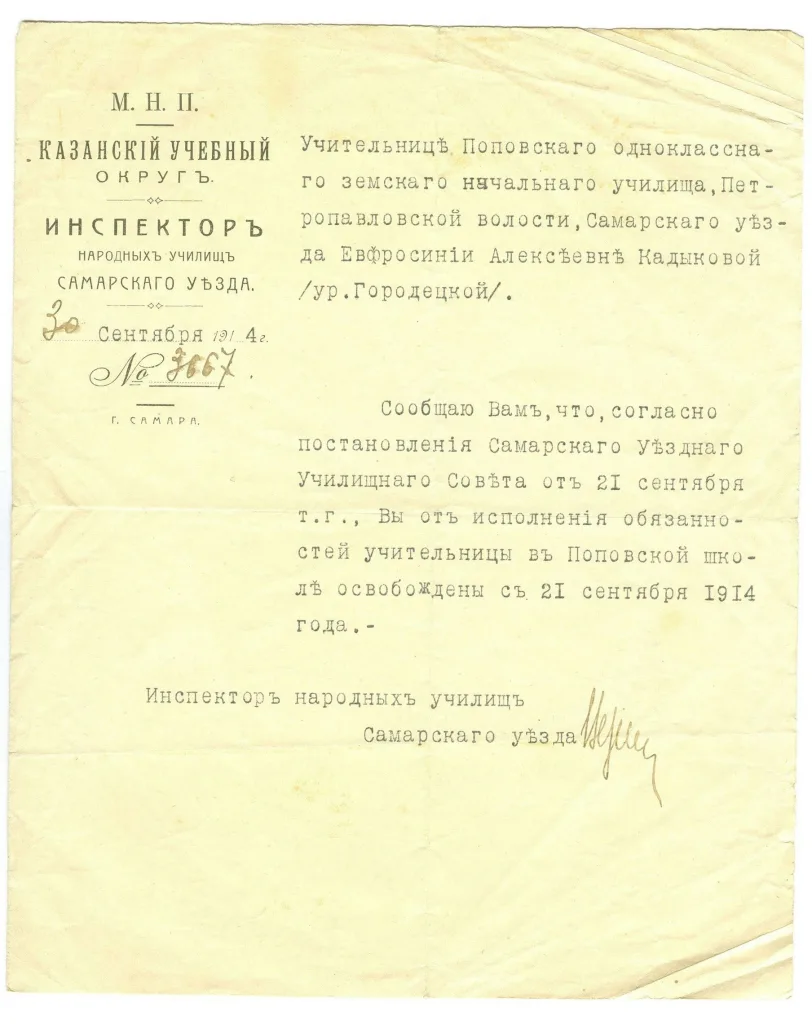 М. Н. П.
КАЗАНСКІЙ УЧЕБНЫЙ
ОКРУГЪ.
ИНСПЕКТОРЪ
НАРОДНЫХЪ УЧИЛИЩЪ
САМАРСКАГО УѢЗДА.
30 Сентября 1914 г.
№ 3667.
Г. САМАРА.
Учительницѣ Поповскаго одноклассна-
го земскаго начальнаго училища,Пет-
ропавловской волости,Самарскаго уѣз-
да Евфросиніи Алексѣевнѣ Кадыковой
/ур.Городецкой/.
Сообщаю Вамъ,что,согласно
постановленія Самарскаго Уѣзднаго
Училищнаго Совѣта отъ 21 сентября
т.г., Вы отъ исполненія обязанно-
стей учительницы въ Поповской шко-
лѣ освобождены съ 21 сентября 1914
года.-
Инспекторъ народныхъ училищъ
Самарскаго уѣзда